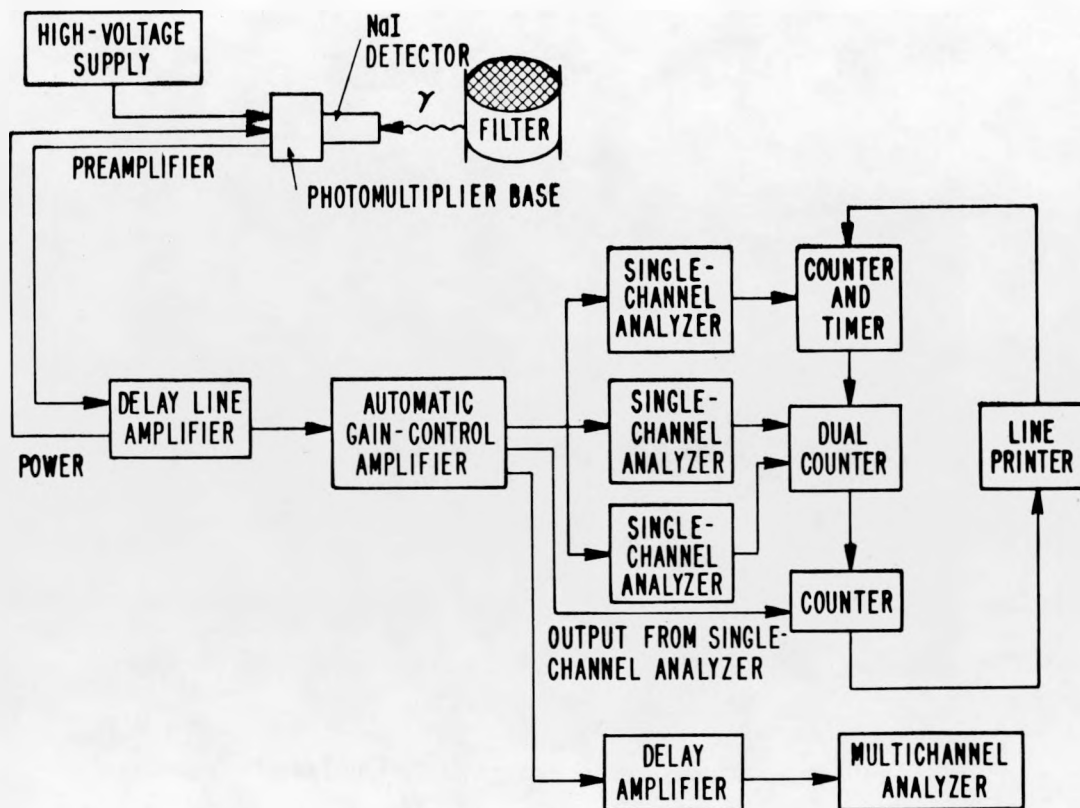 HIGH-VOLTAGE
SUPPLY
NaI
DETECTOR
γ
FILTER
PREAMPLIFIER
PHOTOMULTIPLIER BASE
SINGLE-
CHANNEL
ANALYZER
COUNTER
AND
TIMER
DELAY LINE
AMPLIFIER
AUTOMATIC
GAIN-CONTROL
AMPLIFIER
SINGLE-
CHANNEL
ANALYZER
DUAL
COUNTER
LINE
PRINTER
POWER
SINGLE-
CHANNEL
ANALYZER
COUNTER
OUTPUT FROM SINGLE-
CHANNEL ANALYZER
DELAY
AMPLIFIER
MULTICHANNEL
ANALYZER